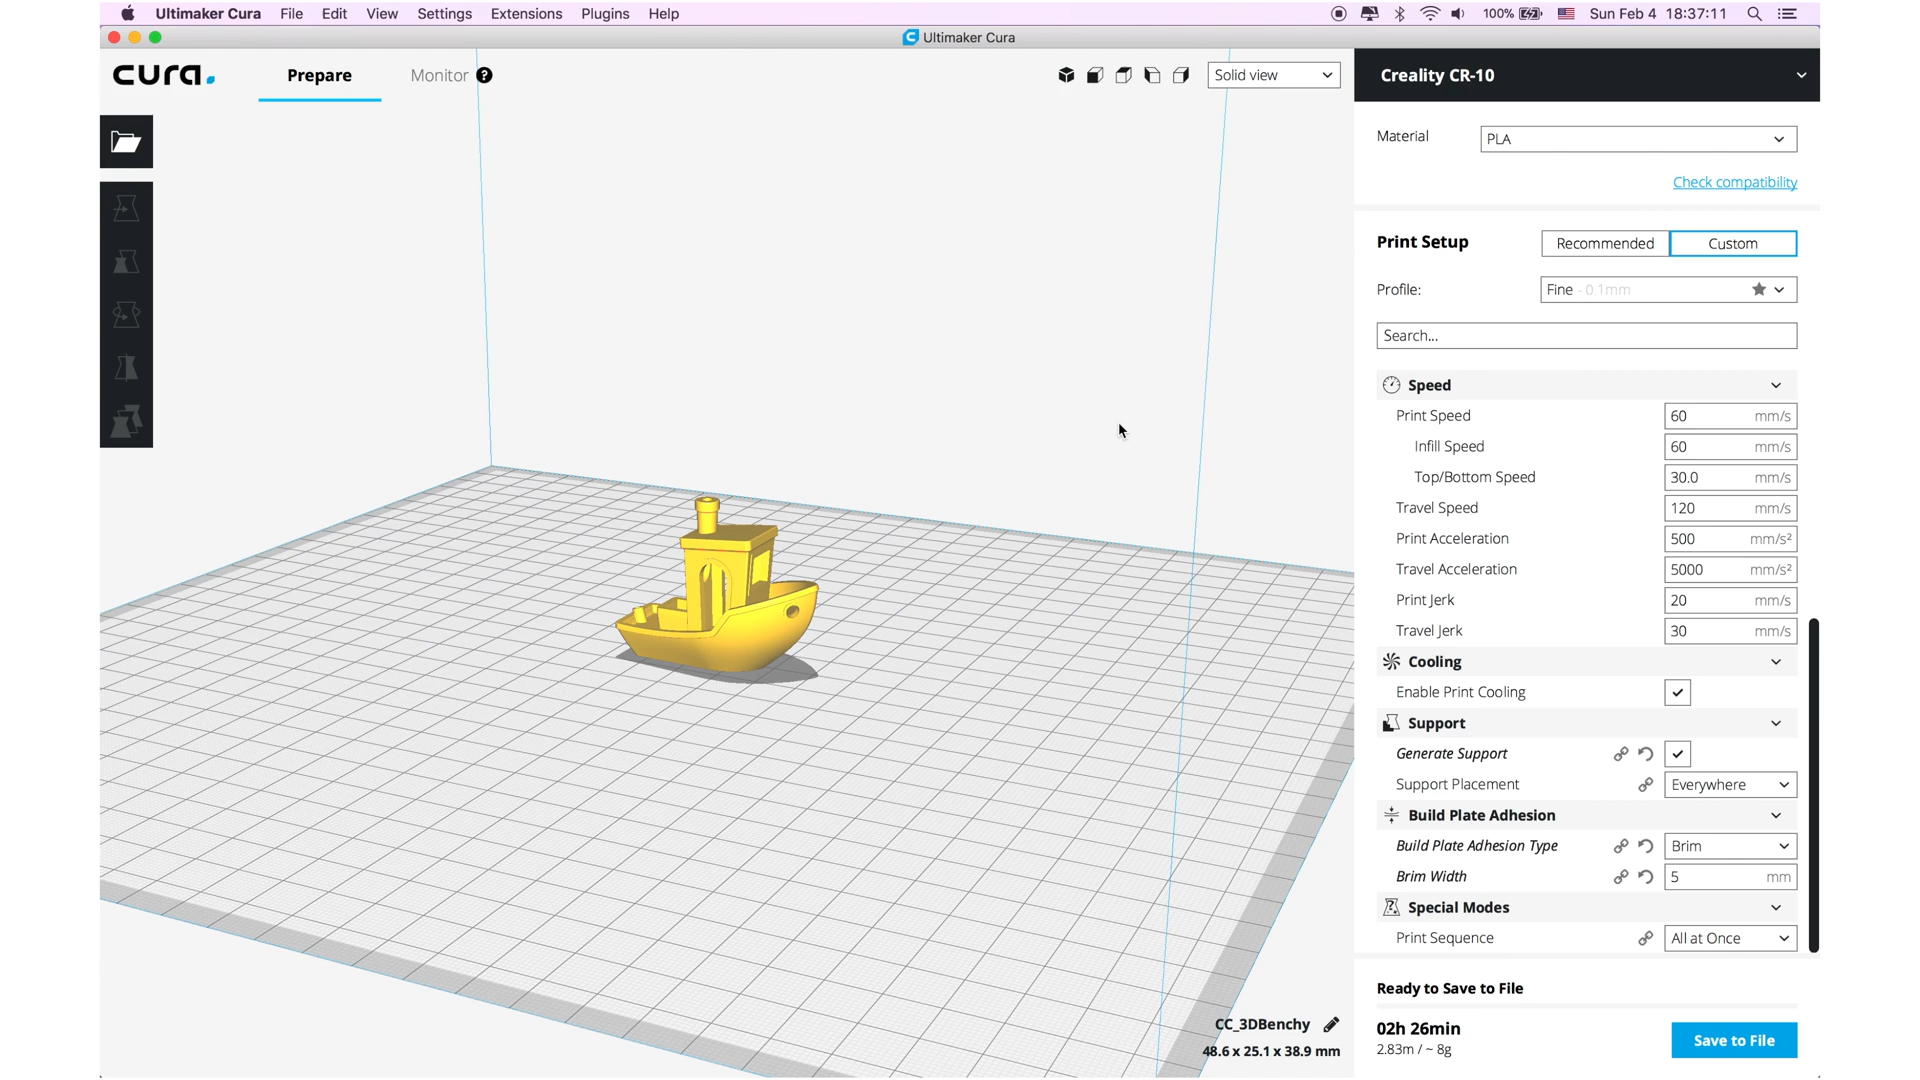 Ultimaker Cura File Edit View Settings Extensions Plugins Help 100% Sun Feb 4 18:37:11
Ultimaker Cura
cura. Prepare Monitor ? Solid view Creality CR-10
Material PLA
Check compatibility
Print Setup Recommended Custom
Profile: Fine - 0.1mm
Search...
Speed
Print Speed 60 mm/s
Infill Speed 60 mm/s
Top/Bottom Speed 30.0 mm/s
Travel Speed 120 mm/s
Print Acceleration 500 mm/s²
Travel Acceleration 5000 mm/s²
Print Jerk 20 mm/s
Travel Jerk 30 mm/s
Cooling
Enable Print Cooling
Support
Generate Support
Support Placement Everywhere
Build Plate Adhesion
Build Plate Adhesion Type Brim
Brim Width 5 mm
Special Modes
Print Sequence All at Once
Ready to Save to File
CC_3DBenchy
48.6 x 25.1 x 38.9 mm
02h 26min
2.83m / ~ 8g
Save to File